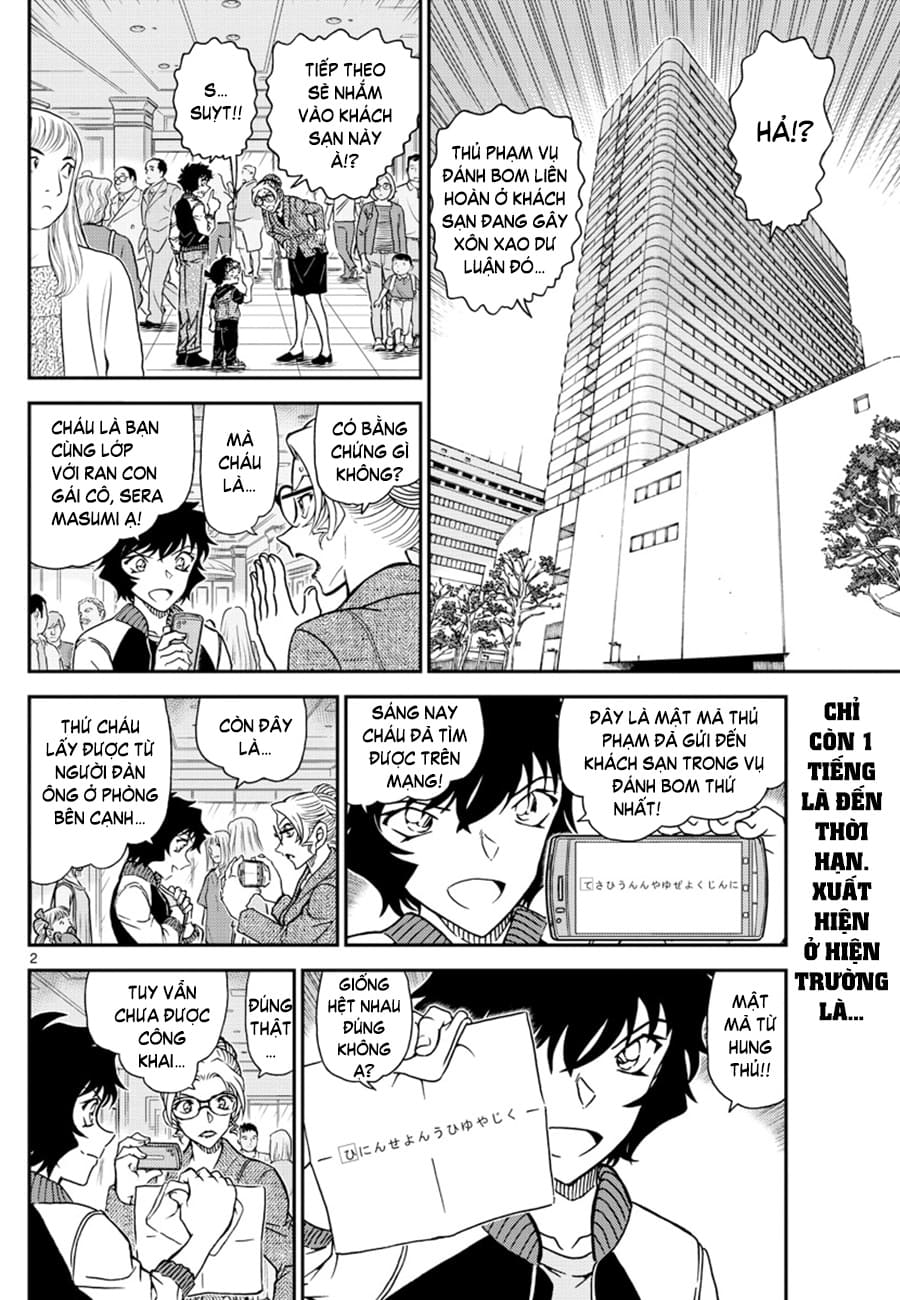 HẢ!?
THỦ PHẠM VỤ
ĐÁNH BOM LIÊN
HOÀN Ở KHÁCH
SẠN ĐANG GÂY
XÔN XAO DƯ
LUẬN ĐÓ...
TIẾP THEO
SẼ NHẮM
VÀO KHÁCH
SẠN NÀY
À!?
S...
SUỴT!!
CÓ BẰNG
CHỨNG GÌ
KHÔNG?
MÀ
CHÁU
LÀ...
CHÁU LÀ BẠN
CÙNG LỚP
VỚI RAN CON
GÁI CÔ, SERA
MASUMI Ạ!
CHỈ
CÒN 1
TIẾNG
LÀ ĐẾN
THỜI
HẠN.
XUẤT
HIỆN
Ở HIỆN
TRƯỜNG
LÀ...
ĐÂY LÀ MẬT MÃ THỦ
PHẠM ĐÃ GỬI ĐẾN
KHÁCH SẠN TRONG VỤ
ĐÁNH BOM THỨ
NHẤT!
SÁNG NAY
CHÁU ĐÃ TÌM
ĐƯỢC TRÊN
MẠNG!
でさひうんんやゆぜよくじんに
CÒN ĐÂY
LÀ...
THỨ CHÁU
LẤY ĐƯỢC TỪ
NGƯỜI ĐÀN
ÔNG Ở PHÒNG
BÊN CẠNH...
2
MẬT
MÃ TỪ
HUNG
THỦ!!
GIỐNG
HỆT NHAU
ĐÚNG
KHÔNG
Ạ?
ひにんせよんうひゆやじく
ĐÚNG
THẬT
...
TUY VẪN
CHƯA ĐƯỢC
CÔNG
KHAI...